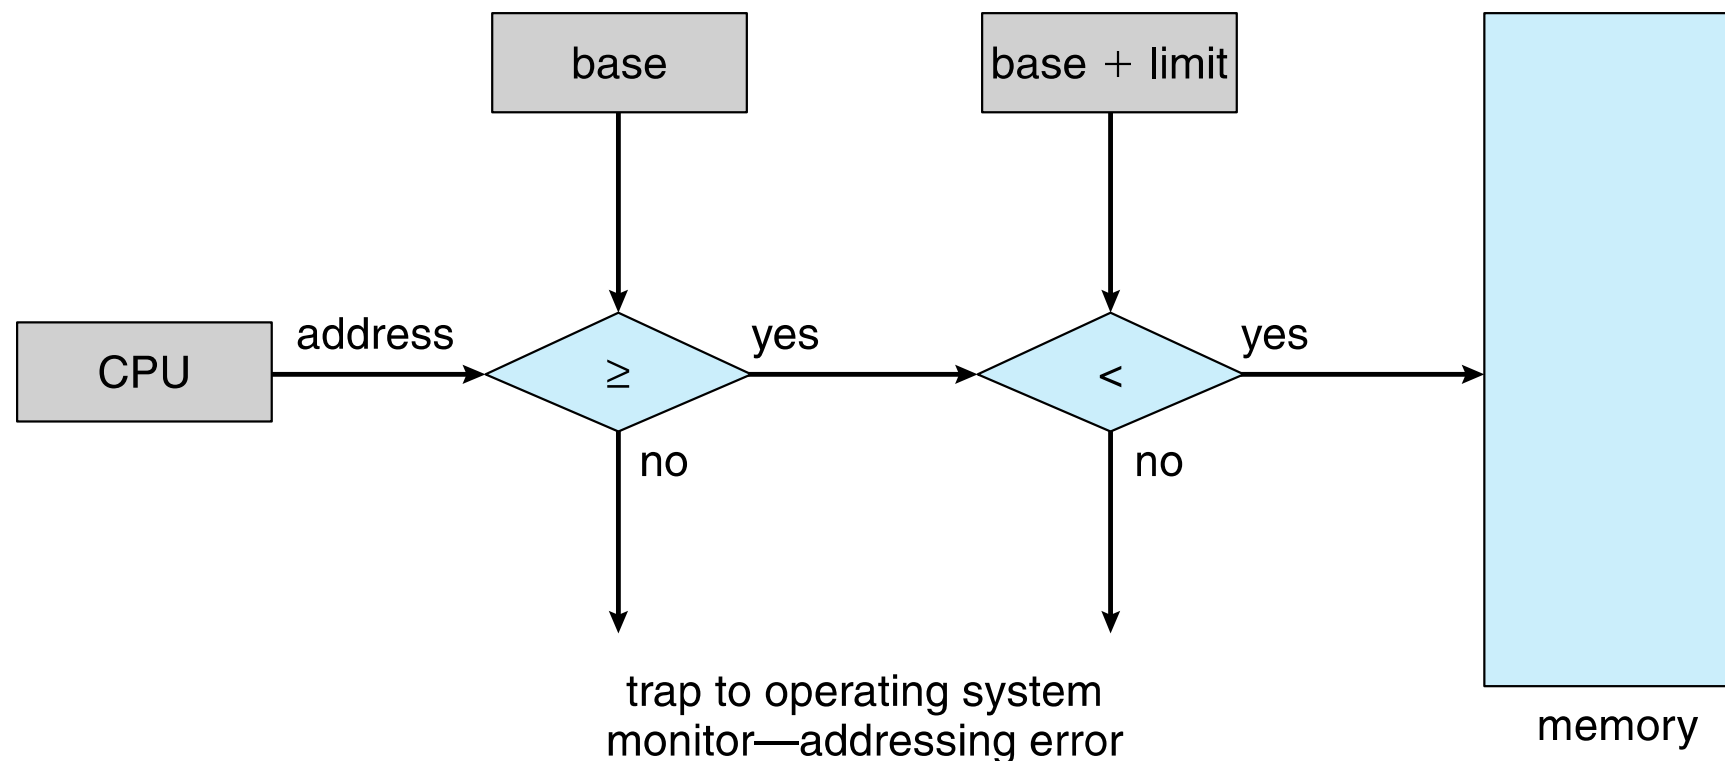 base
base + limit
CPU
address
≥
yes
<
yes
no
no
trap to operating system
monitor—addressing error
memory